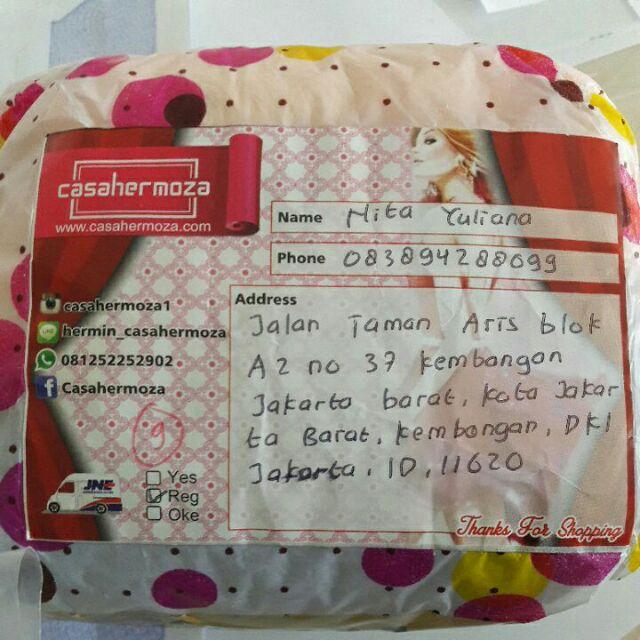 casahermoza
www.casahermoza.com
Name Mita Yuliana
Phone 083894288099
Address
Jalan Taman Aris blok
A2 no 37 kembangan
Jakarta barat, kota Jakar
ta Barat, kembangan, DKI
Jakarta, ID, 11620
casahermoza1
hermin_casahermoza
081252252902
Casahermoza
9
JNE
Yes
Reg
Oke
Thanks For Shopping